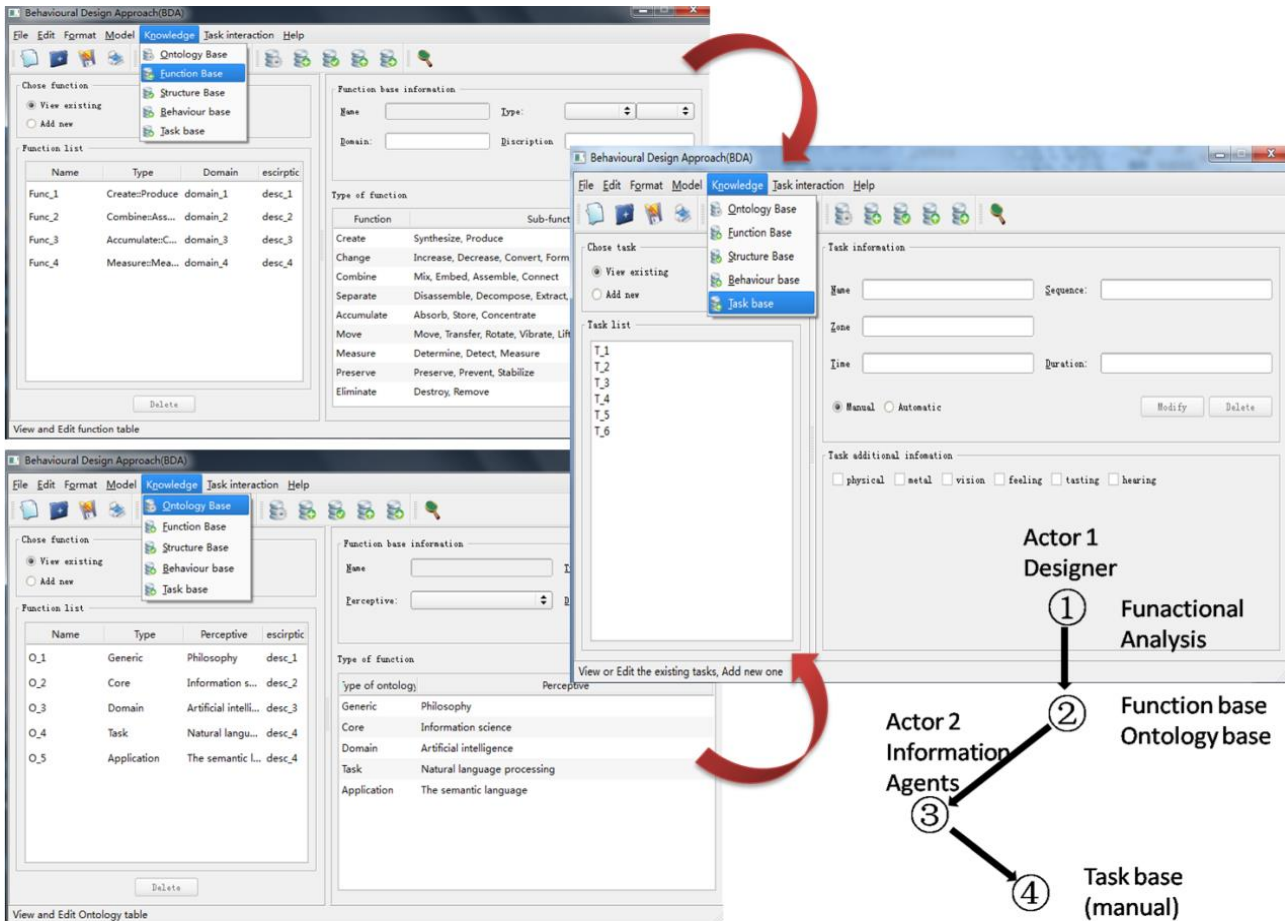 Behavioural Design Approach(BDA)
File Edit Format Model Knowledge Task interaction Help
Ontology Base
Function Base
Structure Base
Behaviour base
Task base
Chose function
View existing
Add new
Function list
Name Type Domain escirptic
Func_1 Create::Produce domain_1 desc_1
Func_2 Combine::Ass... domain_2 desc_2
Func_3 Accumulate::C... domain_3 desc_3
Func_4 Measure::Mea... domain_4 desc_4
Delete
View and Edit function table
Function base information
Name Type:
Domain: Discription
Type of function
Function Sub-funct
Create Synthesize, Produce
Change Increase, Decrease, Convert, Form
Combine Mix, Embed, Assemble, Connect
Separate Disassemble, Decompose, Extract,
Accumulate Absorb, Store, Concentrate
Move Move, Transfer, Rotate, Vibrate, Lift
Measure Determine, Detect, Measure
Preserve Preserve, Prevent, Stabilize
Eliminate Destroy, Remove
Behavioural Design Approach(BDA)
File Edit Format Model Knowledge Task interaction Help
Ontology Base
Function Base
Structure Base
Behaviour base
Task base
Chose task
View existing
Add new
Task list
T_1
T_2
T_3
T_4
T_5
T_6
View or Edit the existing tasks, Add new one
Task information
Name Sequence:
Zone
Time Duration:
Manual Automatic Modify Delete
Task additional infomation
physical metal vision feeling tasting hearing
Behavioural Design Approach(BDA)
File Edit Format Model Knowledge Task interaction Help
Ontology Base
Function Base
Structure Base
Behaviour base
Task base
Chose function
View existing
Add new
Function list
Name Type Perceptive escirptic
O_1 Generic Philosophy desc_1
O_2 Core Information s... desc_2
O_3 Domain Artificial intelli... desc_3
O_4 Task Natural langu... desc_4
O_5 Application The semantic l... desc_4
Delete
View and Edit Ontology table
Function base information
Name
Perceptive:
Type of function
ype of ontology Perceptive
Generic Philosophy
Core Information science
Domain Artificial intelligence
Task Natural language processing
Application The semantic language
Actor 1
Designer
① Funactional
Analysis
② Function base
Ontology base
Actor 2
Information
Agents
③
④ Task base
(manual)